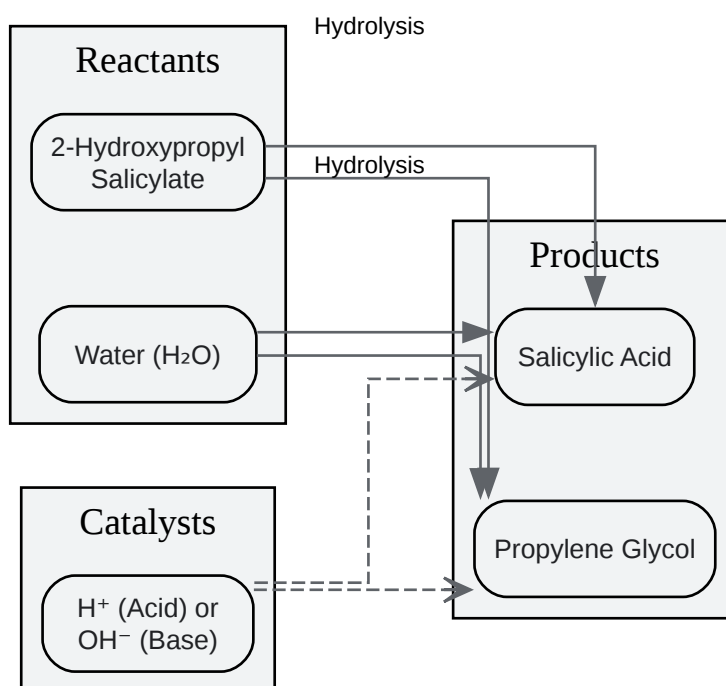 Hydrolysis
Reactants
2-Hydroxypropyl
Salicylate
Hydrolysis
Water (H₂O)
Products
Salicylic Acid
Propylene Glycol
Catalysts
H⁺ (Acid) or
OH⁻ (Base)